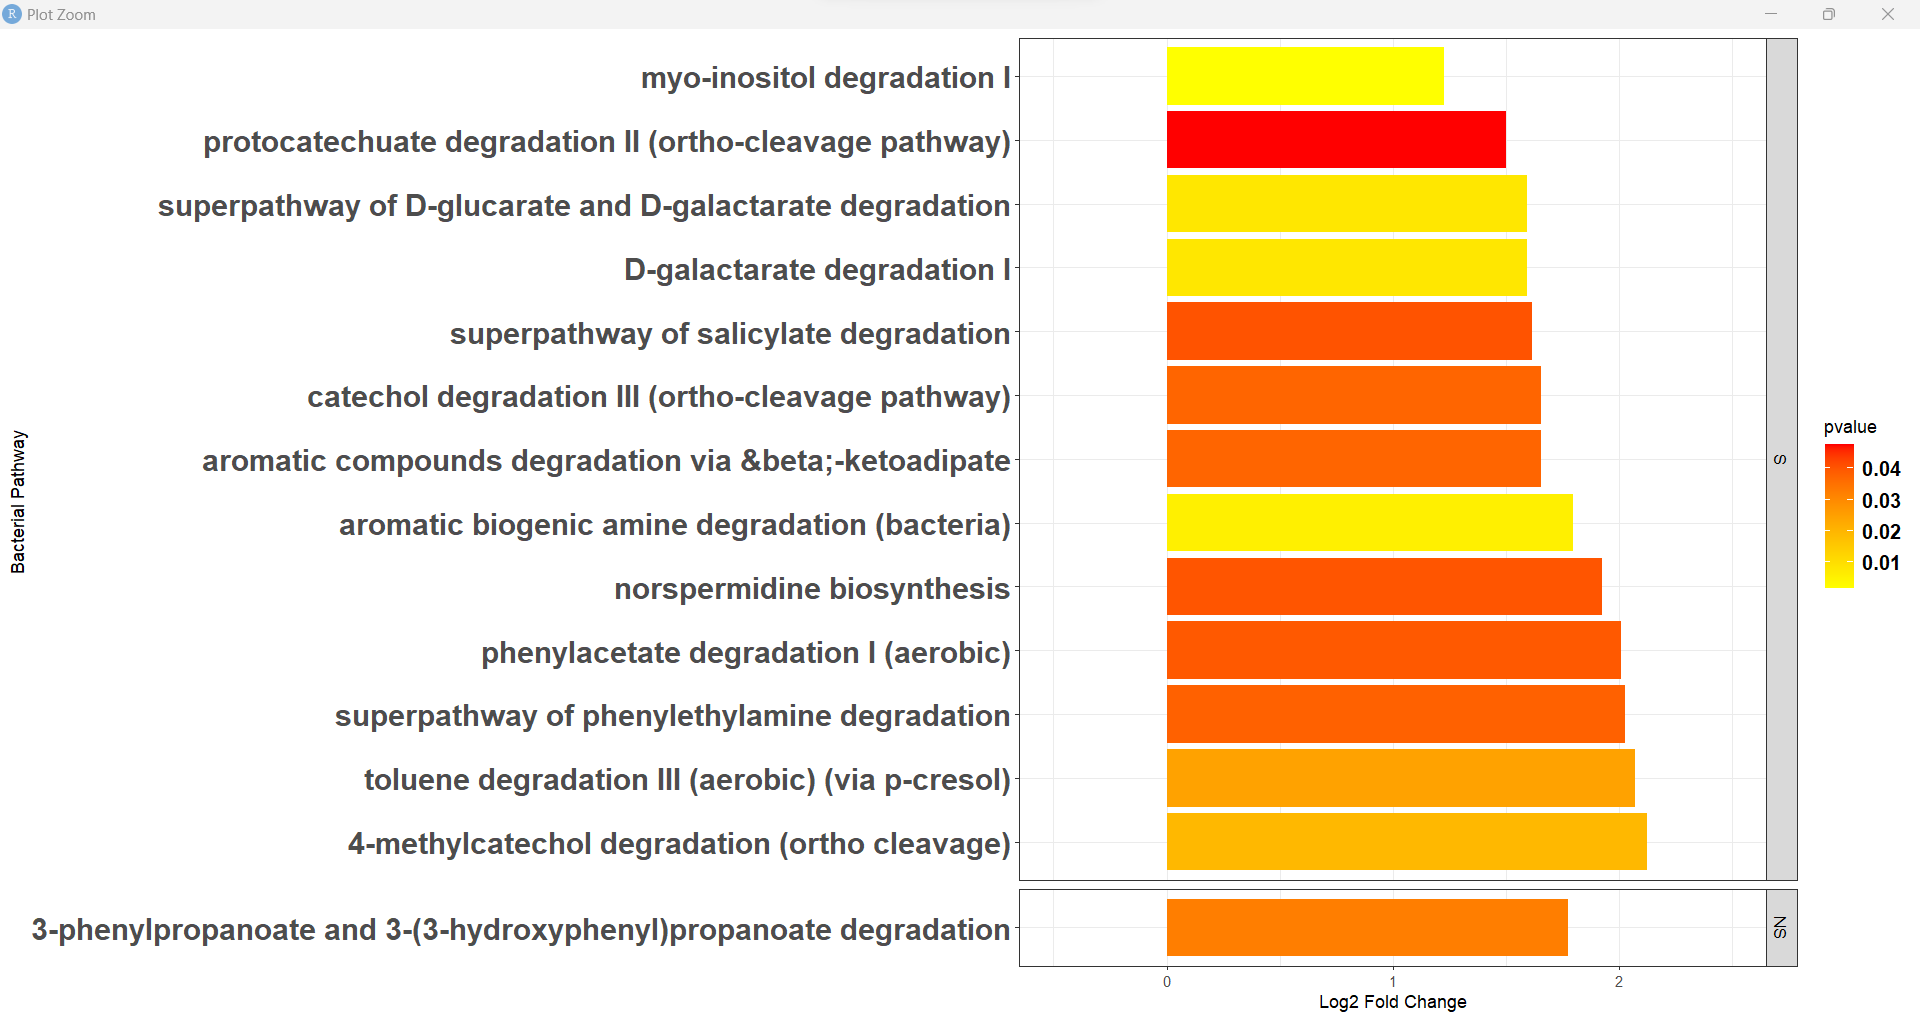 R Plot Zoom
myo-inositol degradation I
protocatechuate degradation II (ortho-cleavage pathway)
superpathway of D-glucarate and D-galactarate degradation
D-galactarate degradation I
superpathway of salicylate degradation
catechol degradation III (ortho-cleavage pathway)
aromatic compounds degradation via &beta;-ketoadipate
aromatic biogenic amine degradation (bacteria)
norspermidine biosynthesis
phenylacetate degradation I (aerobic)
superpathway of phenylethylamine degradation
toluene degradation III (aerobic) (via p-cresol)
4-methylcatechol degradation (ortho cleavage)
3-phenylpropanoate and 3-(3-hydroxyphenyl)propanoate degradation
Bacterial Pathway
S
NS
0 1 2
Log2 Fold Change
pvalue
0.04
0.03
0.02
0.01